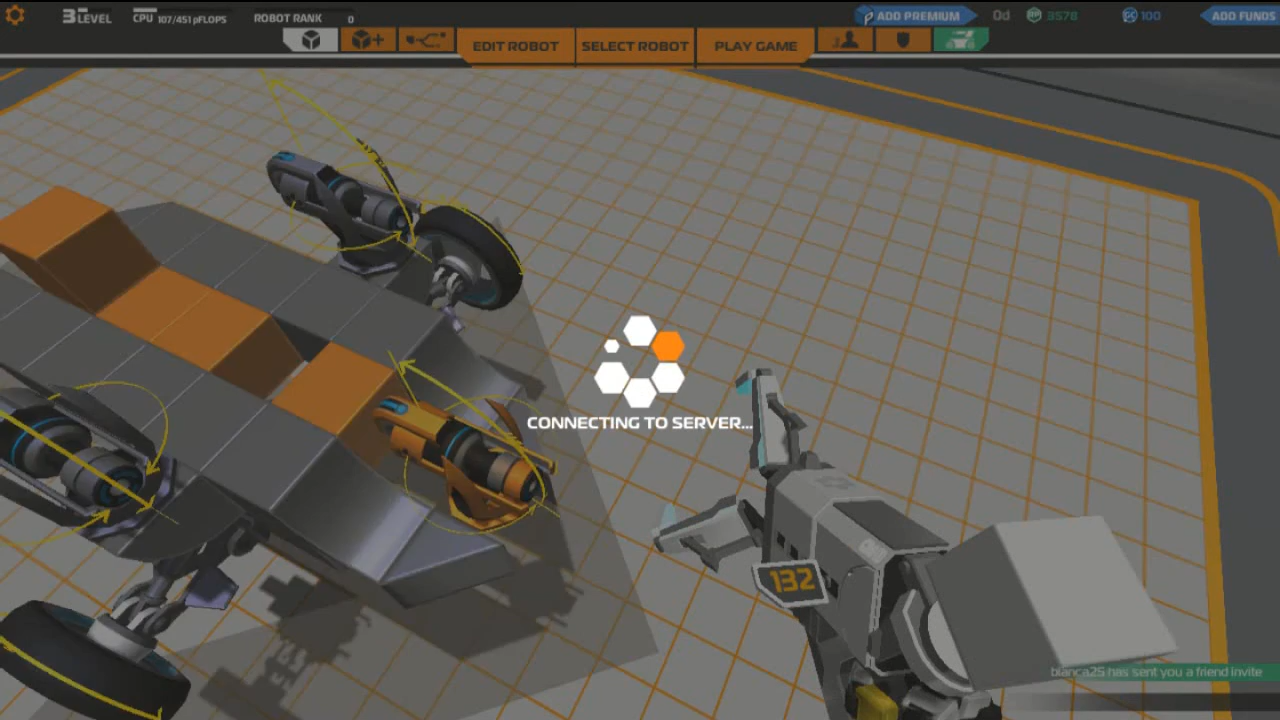 3 LEVEL
CPU 107/451 pFLOPS
ROBOT RANK 0
ADD PREMIUM
0d
3578
100
ADD FUNDS
EDIT ROBOT
SELECT ROBOT
PLAY GAME
CONNECTING TO SERVER...
132
bianca25 has sent you a friend invite